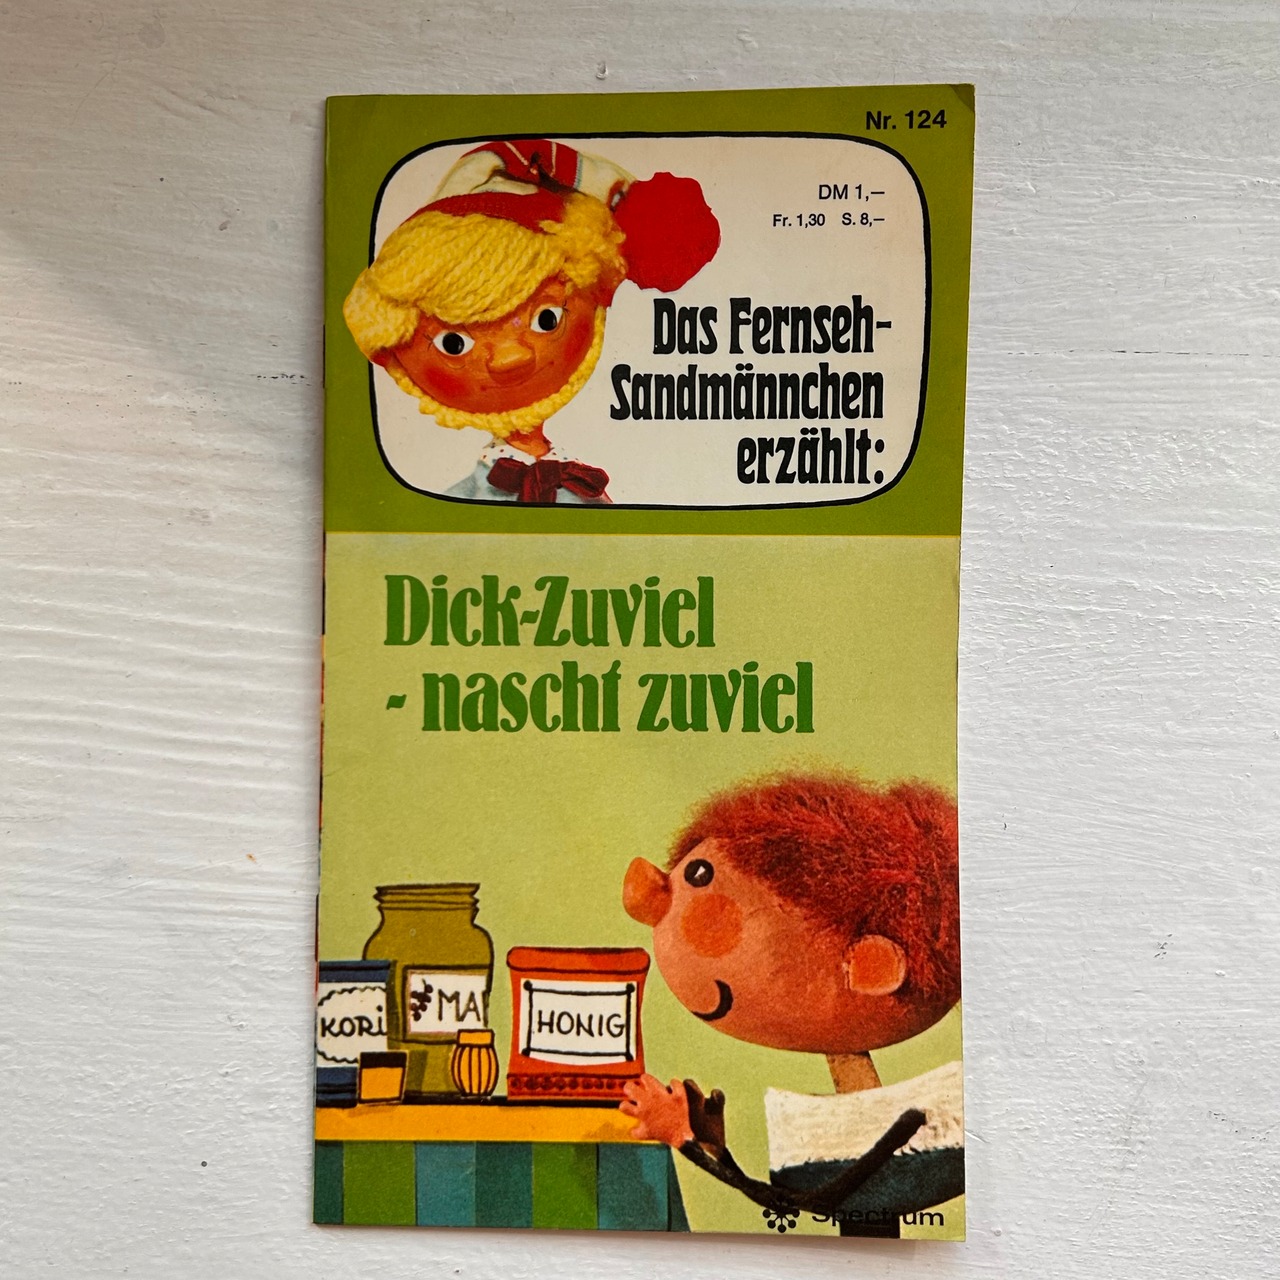 Nr. 124
DM 1,—
Fr. 1,30 S. 8,—
Das Fernseh-
Sandmännchen
erzählt:
Dick-Zuviel
- nascht zuviel
KORI
MA
HONIG
Spectrum